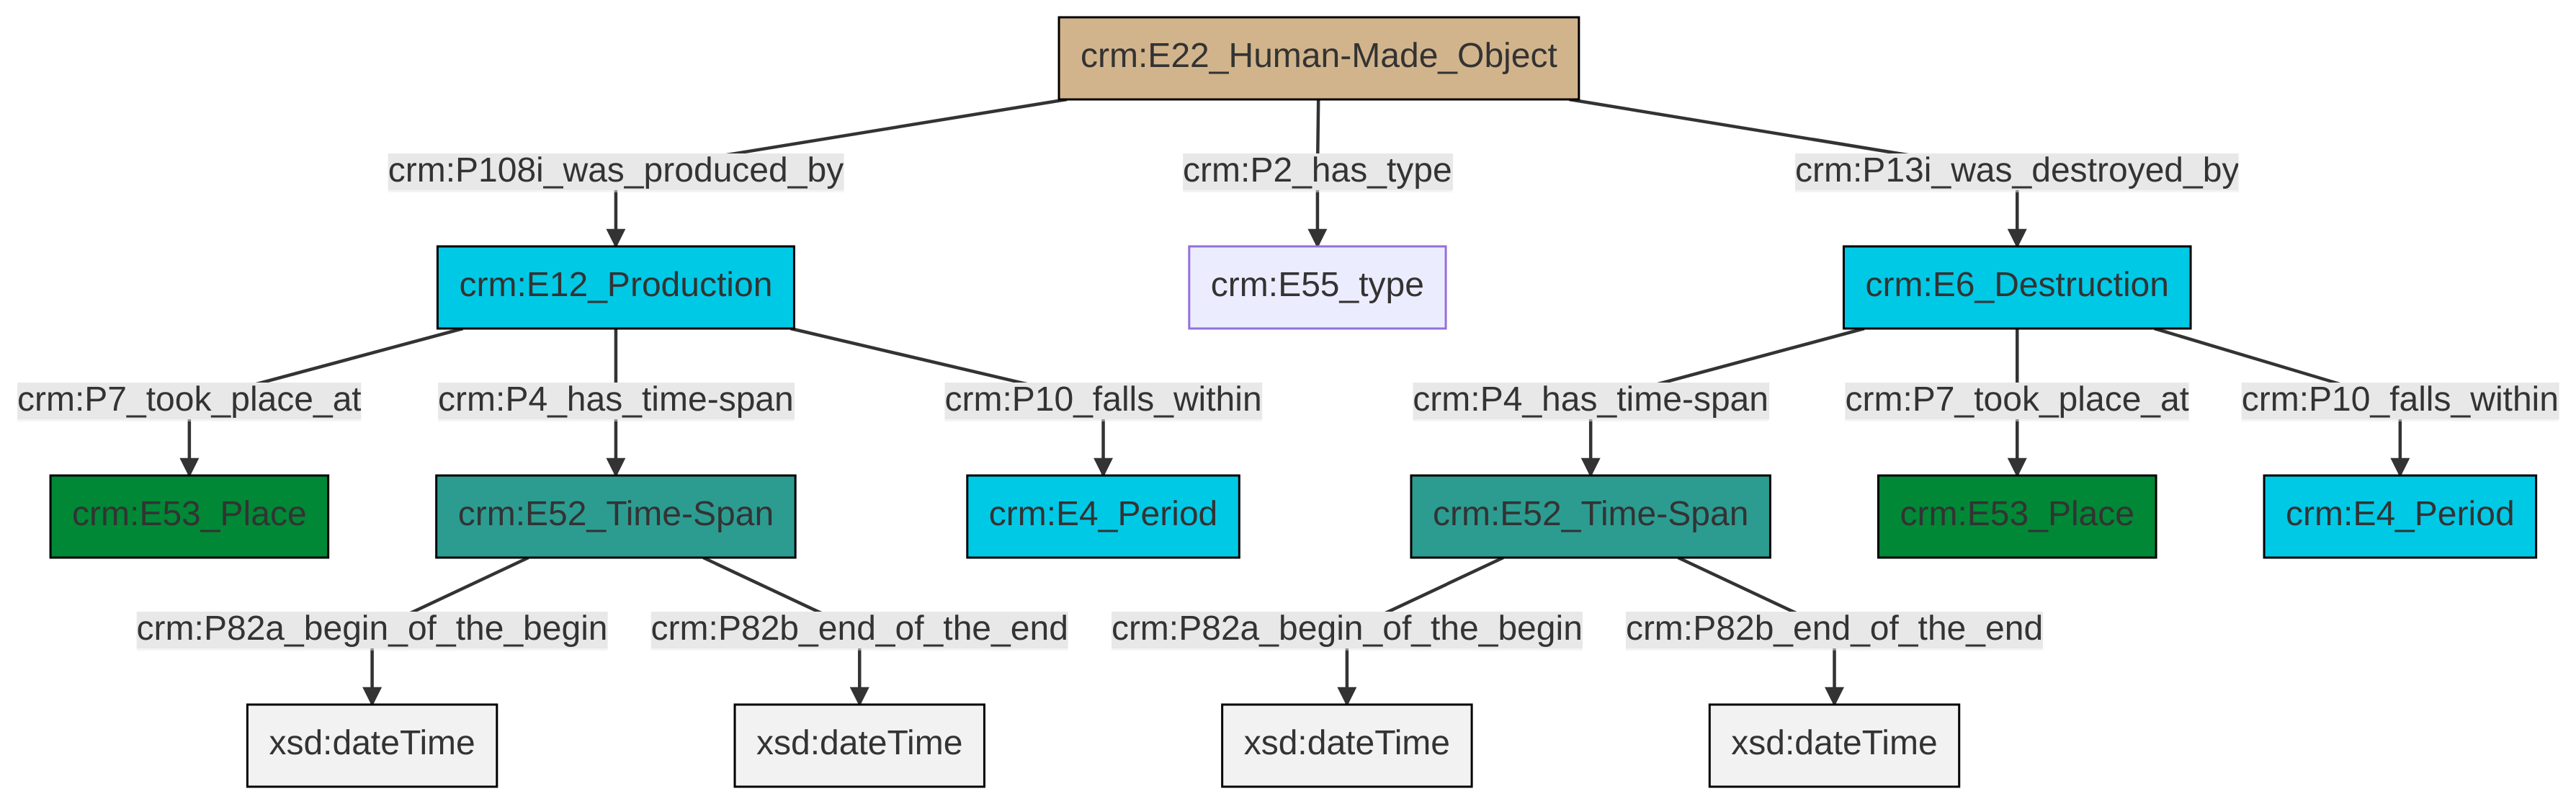 crm:E22_Human-Made_Object
crm:P108i_was_produced_by
crm:P2_has_type
crm:P13i_was_destroyed_by
crm:E12_Production
crm:E55_type
crm:E6_Destruction
crm:P7_took_place_at
crm:P4_has_time-span
crm:P10_falls_within
crm:P4_has_time-span
crm:P7_took_place_at
crm:P10_falls_within
crm:E53_Place
crm:E52_Time-Span
crm:E4_Period
crm:E52_Time-Span
crm:E53_Place
crm:E4_Period
crm:P82a_begin_of_the_begin
crm:P82b_end_of_the_end
crm:P82a_begin_of_the_begin
crm:P82b_end_of_the_end
xsd:dateTime
xsd:dateTime
xsd:dateTime
xsd:dateTime